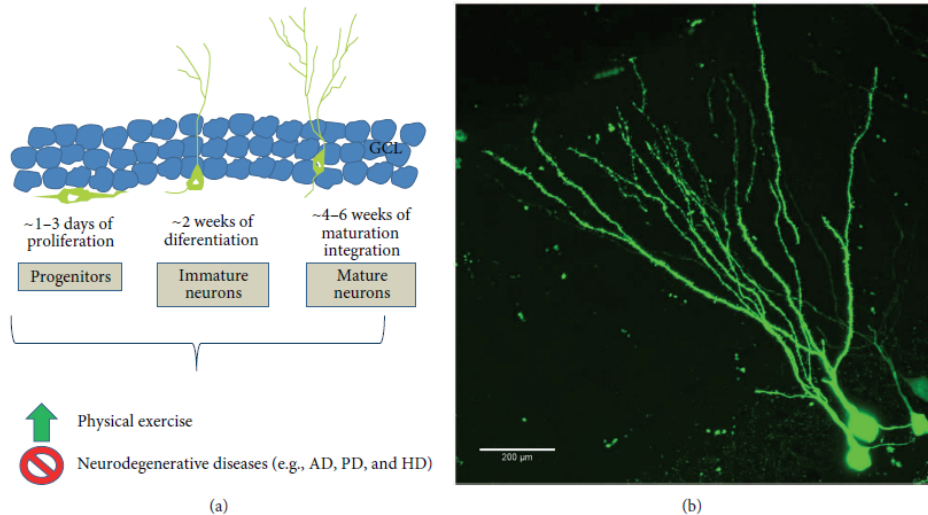 GCL
~1–3 days of
proliferation
~2 weeks of
diferentiation
~4–6 weeks of
maturation
integration
Progenitors
Immature
neurons
Mature
neurons
Physical exercise
Neurodegenerative diseases (e.g., AD, PD, and HD)
(a)
200 μm
(b)